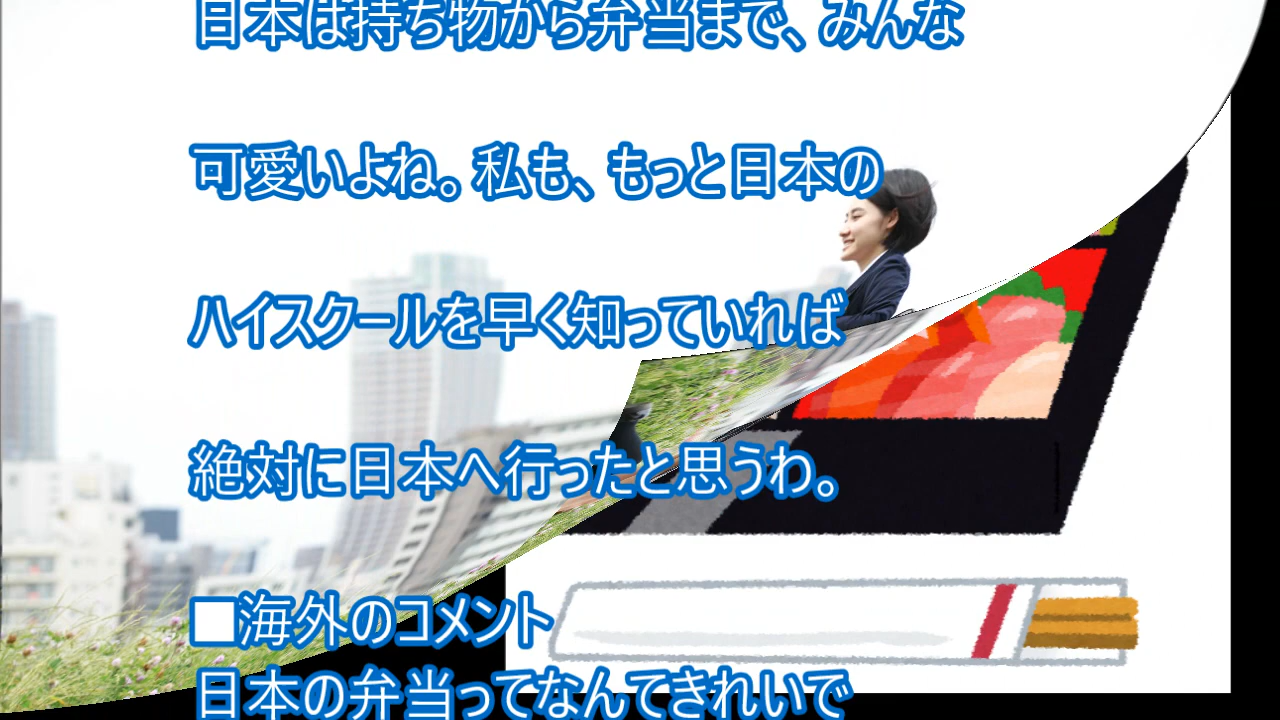 日本は持ち物から弁当まで、みんな
可愛いよね。私も、もっと日本の
ハイスクールを早く知っていれば
絶対に日本へ行ったと思うわ。
■海外のコメント
日本の弁当ってなんてきれいで